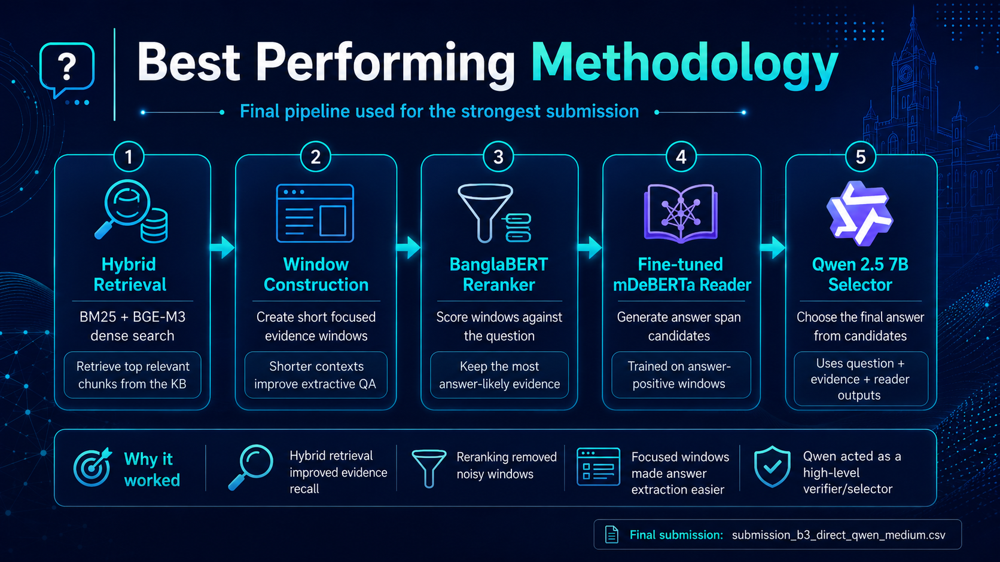 ?
Best Performing Methodology
Final pipeline used for the strongest submission
1
Hybrid
Retrieval
BM25 + BGE-M3
dense search
Retrieve top relevant
chunks from the KB
2
Window
Construction
Create short focused
evidence windows
Shorter contexts
improve extractive QA
3
BanglaBERT
Reranker
Score windows against
the question
Keep the most
answer-likely evidence
4
Fine-tuned
mDeBERTa Reader
Generate answer span
candidates
Trained on answer-
positive windows
5
Qwen 2.5 7B
Selector
Choose the final answer
from candidates
Uses question +
evidence + reader
outputs
Why it
worked
Hybrid retrieval
improved evidence
recall
Reranking removed
noisy windows
Focused windows
made answer
extraction easier
Qwen acted as a
high-level
verifier/selector
Final submission: submission_b3_direct_qwen_medium.csv